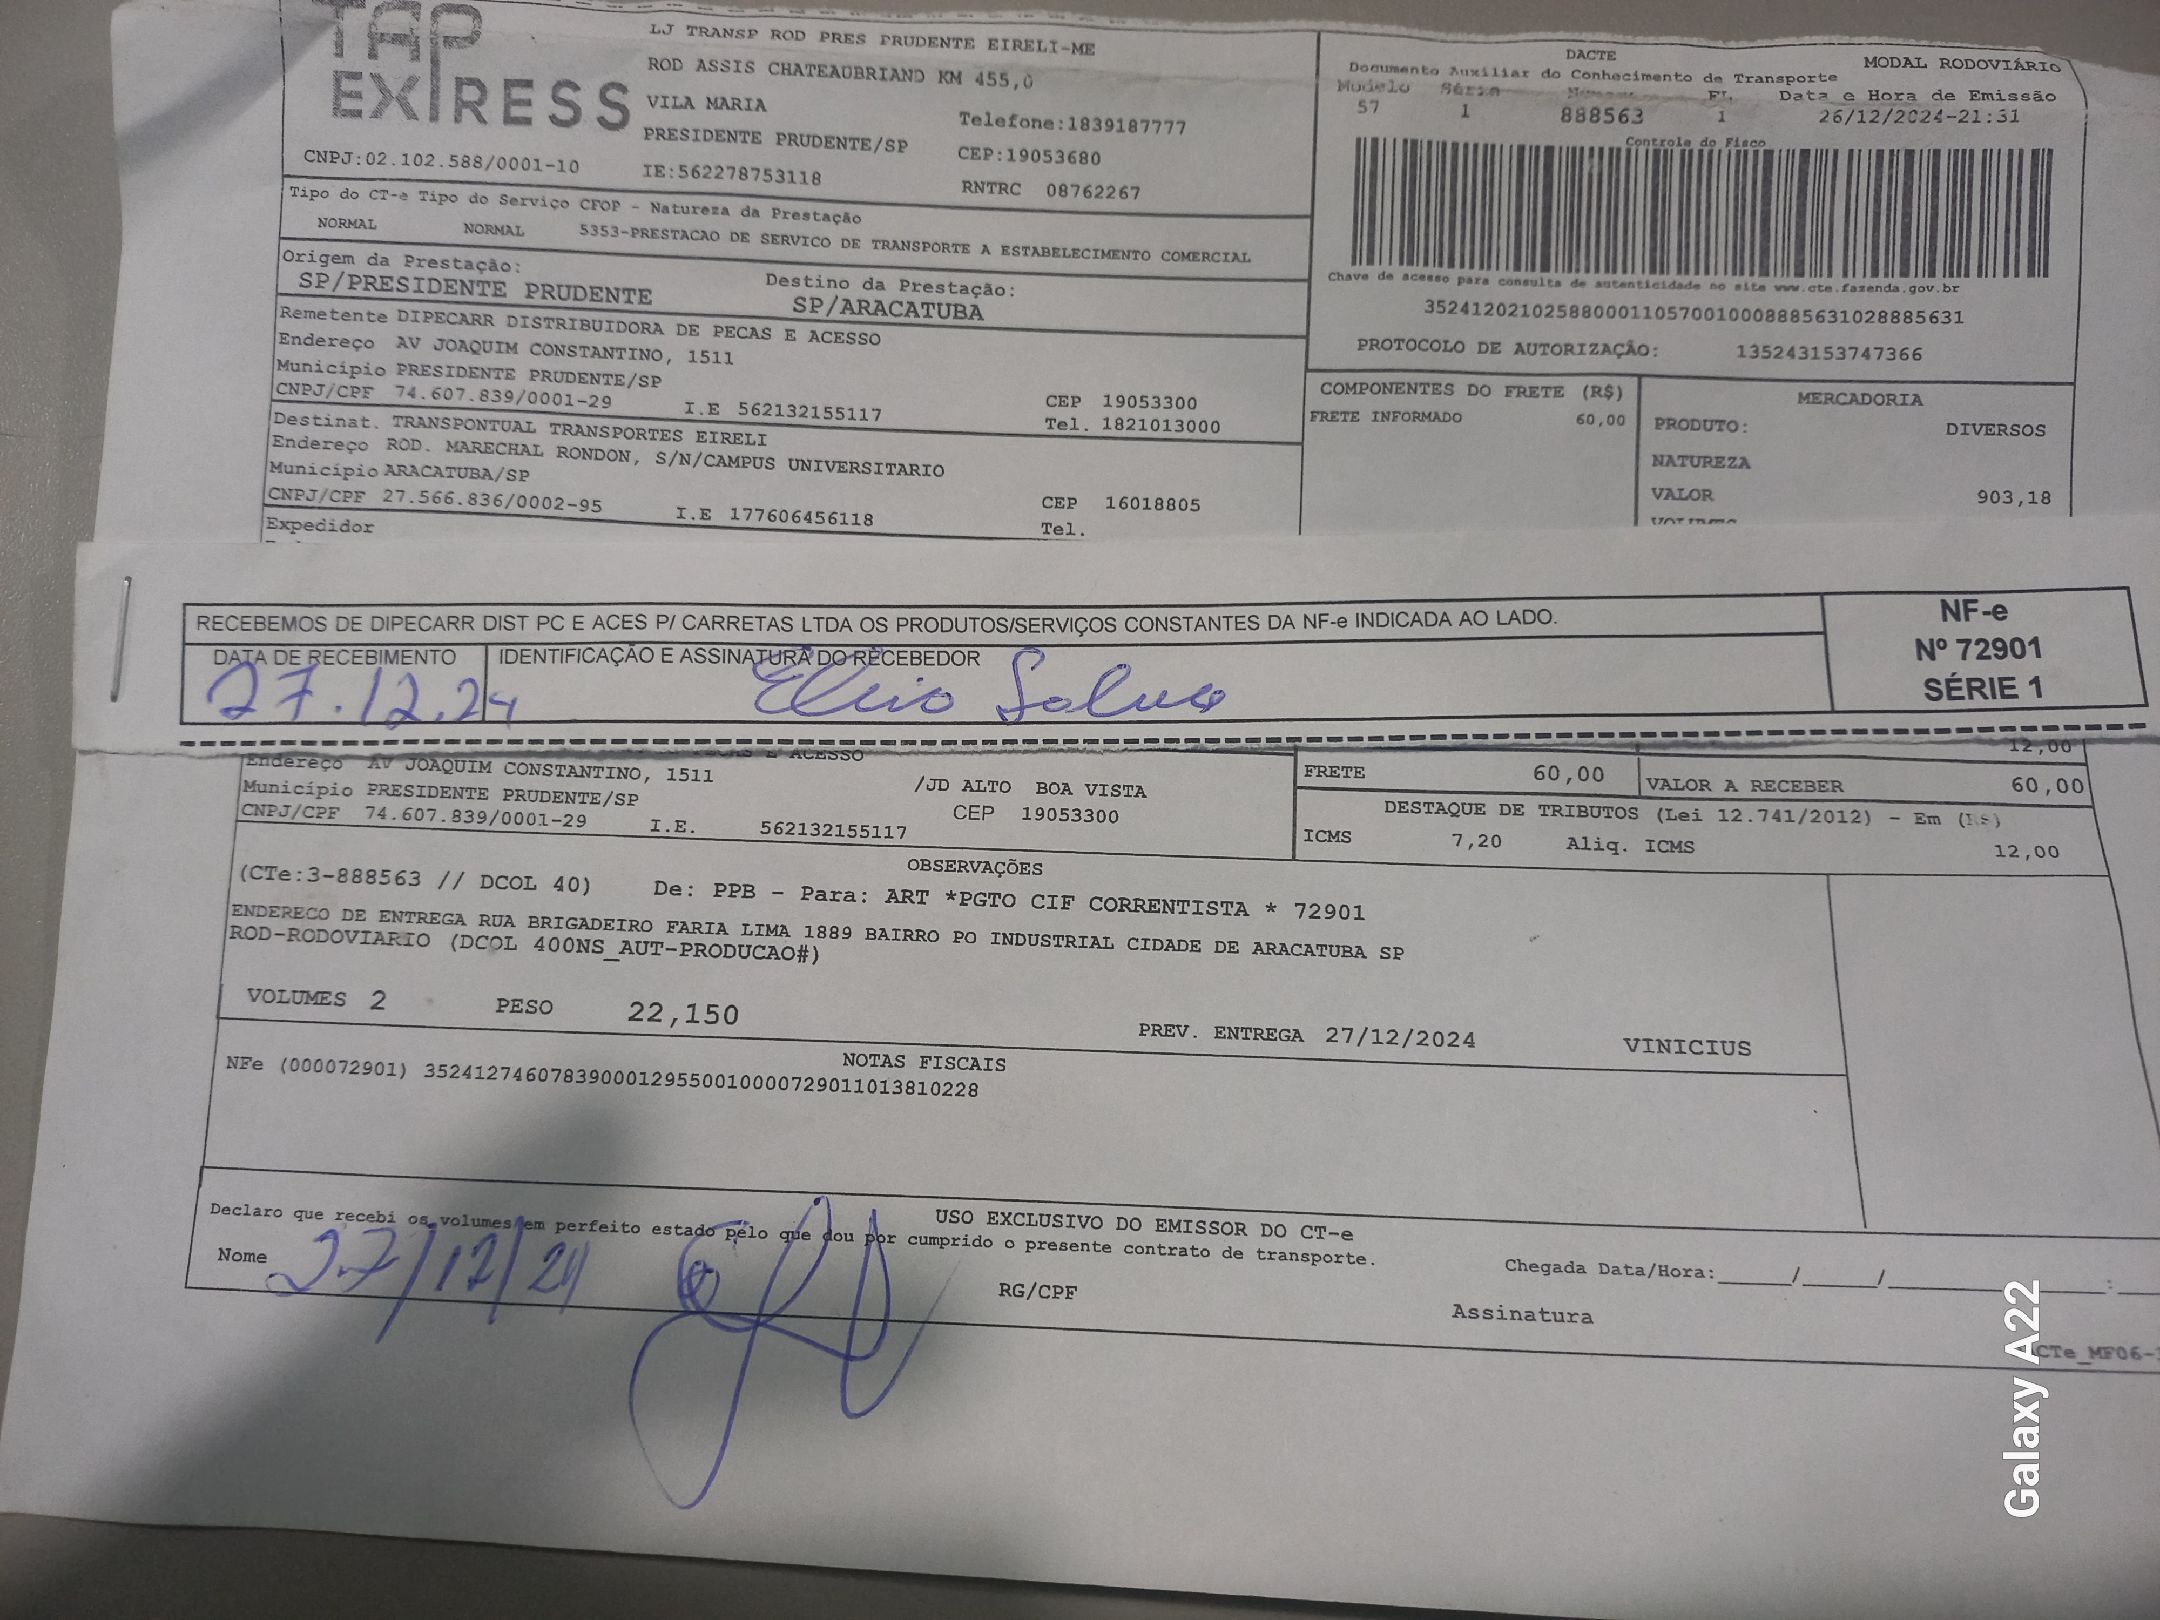 TAP
EXPRESS
LJ TRANSP ROD PRES PRUDENTE EIRELI-ME
ROD ASSIS CHATEAUBRIAND KM 455,0
VILA MARIA
Telefone:1839187777
PRESIDENTE PRUDENTE/SP
CEP:19053680
CNPJ:02.102.588/0001-10
IE:562278753118
RNTRC 08762267
DACTE
MODAL RODOVIÁRIO
Documento Auxiliar do Conhecimento de Transporte
Modelo Série Número FL Data e Hora de Emissão
57 1 888563 1 26/12/2024-21:31
Controle do Fisco
Chave de acesso para consulta de autenticidade no site www.cte.fazenda.gov.br
35241202102588000110570010008885631028885631
PROTOCOLO DE AUTORIZAÇÃO: 135243153747366
Tipo do CT-e Tipo do Serviço CFOP - Natureza da Prestação
NORMAL NORMAL 5353-PRESTACAO DE SERVICO DE TRANSPORTE A ESTABELECIMENTO COMERCIAL
Origem da Prestação: Destino da Prestação:
SP/PRESIDENTE PRUDENTE SP/ARACATUBA
Remetente DIPECARR DISTRIBUIDORA DE PECAS E ACESSO
Endereço AV JOAQUIM CONSTANTINO, 1511
Município PRESIDENTE PRUDENTE/SP CEP 19053300
CNPJ/CPF 74.607.839/0001-29 I.E 562132155117 Tel. 1821013000
Destinat. TRANSPONTUAL TRANSPORTES EIRELI
Endereço ROD. MARECHAL RONDON, S/N/CAMPUS UNIVERSITARIO
Município ARACATUBA/SP CEP 16018805
CNPJ/CPF 27.566.836/0002-95 I.E 177606456118 Tel.
Expedidor
COMPONENTES DO FRETE (R$)
FRETE INFORMADO 60,00
MERCADORIA
PRODUTO: DIVERSOS
NATUREZA
VALOR 903,18
RECEBEMOS DE DIPECARR DIST PC E ACES P/ CARRETAS LTDA OS PRODUTOS/SERVIÇOS CONSTANTES DA NF-e INDICADA AO LADO.
DATA DE RECEBIMENTO IDENTIFICAÇÃO E ASSINATURA DO RECEBEDOR
27.12.24
NF-e
Nº 72901
SÉRIE 1
E ACESSO
Endereço AV JOAQUIM CONSTANTINO, 1511 /JD ALTO BOA VISTA
Município PRESIDENTE PRUDENTE/SP CEP 19053300
CNPJ/CPF 74.607.839/0001-29 I.E. 562132155117
12,00
FRETE 60,00 VALOR A RECEBER 60,00
DESTAQUE DE TRIBUTOS (Lei 12.741/2012) - Em (R$)
ICMS 7,20 Aliq. ICMS 12,00
OBSERVAÇÕES
(CTe:3-888563 // DCOL 40) De: PPB - Para: ART *PGTO CIF CORRENTISTA * 72901
ENDERECO DE ENTREGA RUA BRIGADEIRO FARIA LIMA 1889 BAIRRO PO INDUSTRIAL CIDADE DE ARACATUBA SP
ROD-RODOVIARIO (DCOL 400NS_AUT-PRODUCAO#)
VOLUMES 2 PESO 22,150 PREV. ENTREGA 27/12/2024 VINICIUS
NOTAS FISCAIS
NFe (000072901) 35241274607839000129550010000729011013810228
USO EXCLUSIVO DO EMISSOR DO CT-e
Declaro que recebi os volumes em perfeito estado pelo que dou por cumprido o presente contrato de transporte.
Nome 27/12/24 RG/CPF Chegada Data/Hora:_____/_____/_______:
Assinatura
CTe_MF06-
Galaxy A22